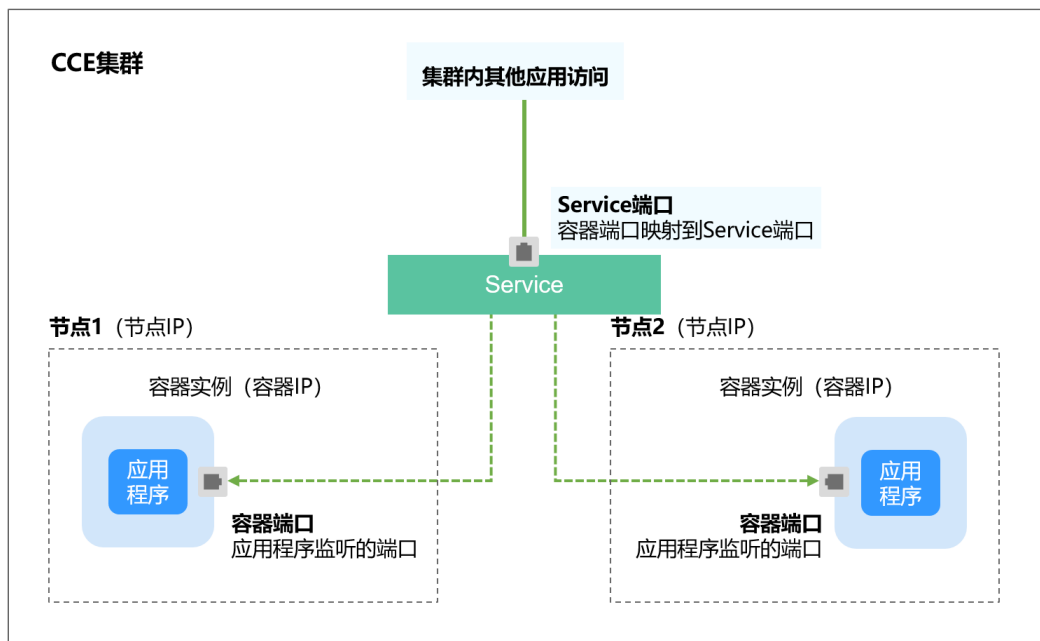 CCE集群
集群内其他应用访问
Service端口
容器端口映射到Service端口
Service
节点1（节点IP）
节点2（节点IP）
容器实例（容器IP）
容器实例（容器IP）
应用
程序
应用
程序
容器端口
应用程序监听的端口
容器端口
应用程序监听的端口